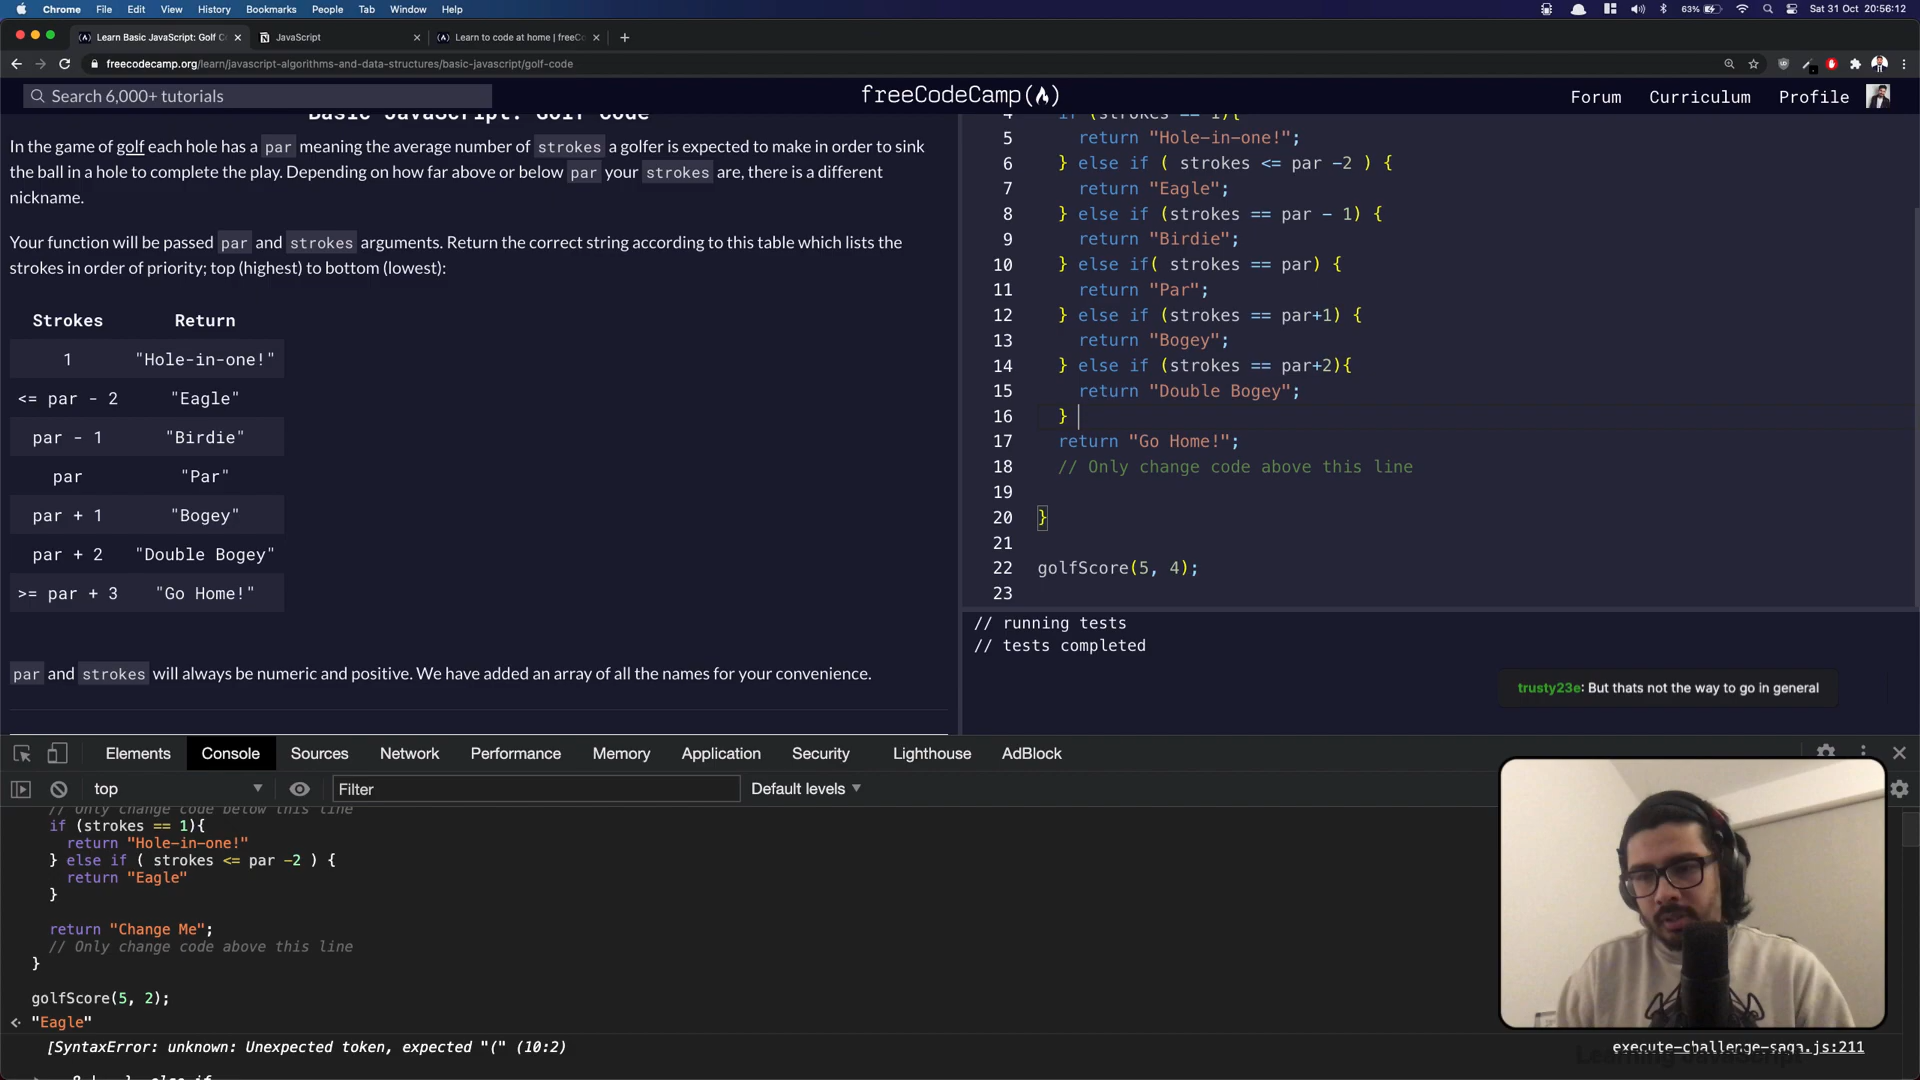 Chrome File Edit View History Bookmarks People Tab Window Help 63% Sat 31 Oct 20:56:12
Learn Basic JavaScript: Golf C JavaScript Learn to code at home | freeC
freecodecamp.org/learn/javascript-algorithms-and-data-structures/basic-javascript/golf-code
Search 6,000+ tutorials freeCodeCamp Forum Curriculum Profile
Basic JavaScript: Golf Code
In the game of golf each hole has a par meaning the average number of strokes a golfer is expected to make in order to sink
the ball in a hole to complete the play. Depending on how far above or below par your strokes are, there is a different
nickname.
Your function will be passed par and strokes arguments. Return the correct string according to this table which lists the
strokes in order of priority; top (highest) to bottom (lowest):
Strokes Return
1 "Hole-in-one!"
<= par - 2 "Eagle"
par - 1 "Birdie"
par "Par"
par + 1 "Bogey"
par + 2 "Double Bogey"
>= par + 3 "Go Home!"
par and strokes will always be numeric and positive. We have added an array of all the names for your convenience.
4 if (strokes == 1){
5 return "Hole-in-one!";
6 } else if ( strokes <= par -2 ) {
7 return "Eagle";
8 } else if (strokes == par - 1) {
9 return "Birdie";
10 } else if( strokes == par) {
11 return "Par";
12 } else if (strokes == par+1) {
13 return "Bogey";
14 } else if (strokes == par+2){
15 return "Double Bogey";
16 }
17 return "Go Home!";
18 // Only change code above this line
19
20 }
21
22 golfScore(5, 4);
23
// running tests
// tests completed
trusty23e: But thats not the way to go in general
Elements Console Sources Network Performance Memory Application Security Lighthouse AdBlock
top Filter Default levels
// Only change code below this line
if (strokes == 1){
return "Hole-in-one!"
} else if ( strokes <= par -2 ) {
return "Eagle"
}
return "Change Me";
// Only change code above this line
}
golfScore(5, 2);
"Eagle"
[SyntaxError: unknown: Unexpected token, expected "(" (10:2) execute-challenge-saga.js:211
Learning JavaScript